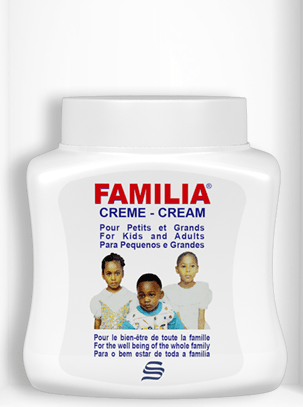 FAMILIA®
CREME - CREAM
Pour Petits et Grands
For Kids and Adults
Para Pequenos e Grandes
Pour le bien-être de toute la famille
For the well being of the whole family
Para o bem estar de toda a familia